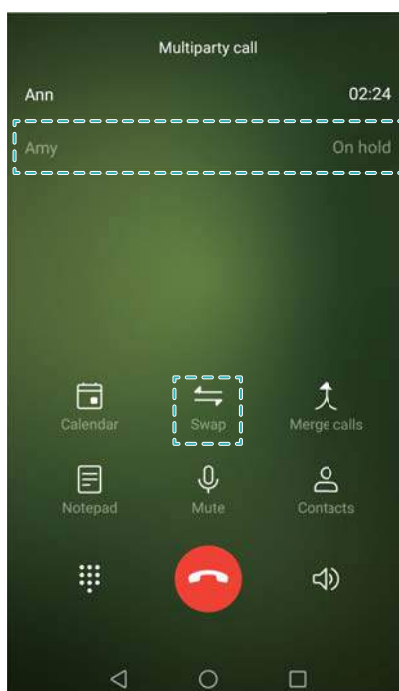 Multiparty call
Ann 02:24
Amy On hold
Calendar Swap Merge calls
Notepad Mute Contacts